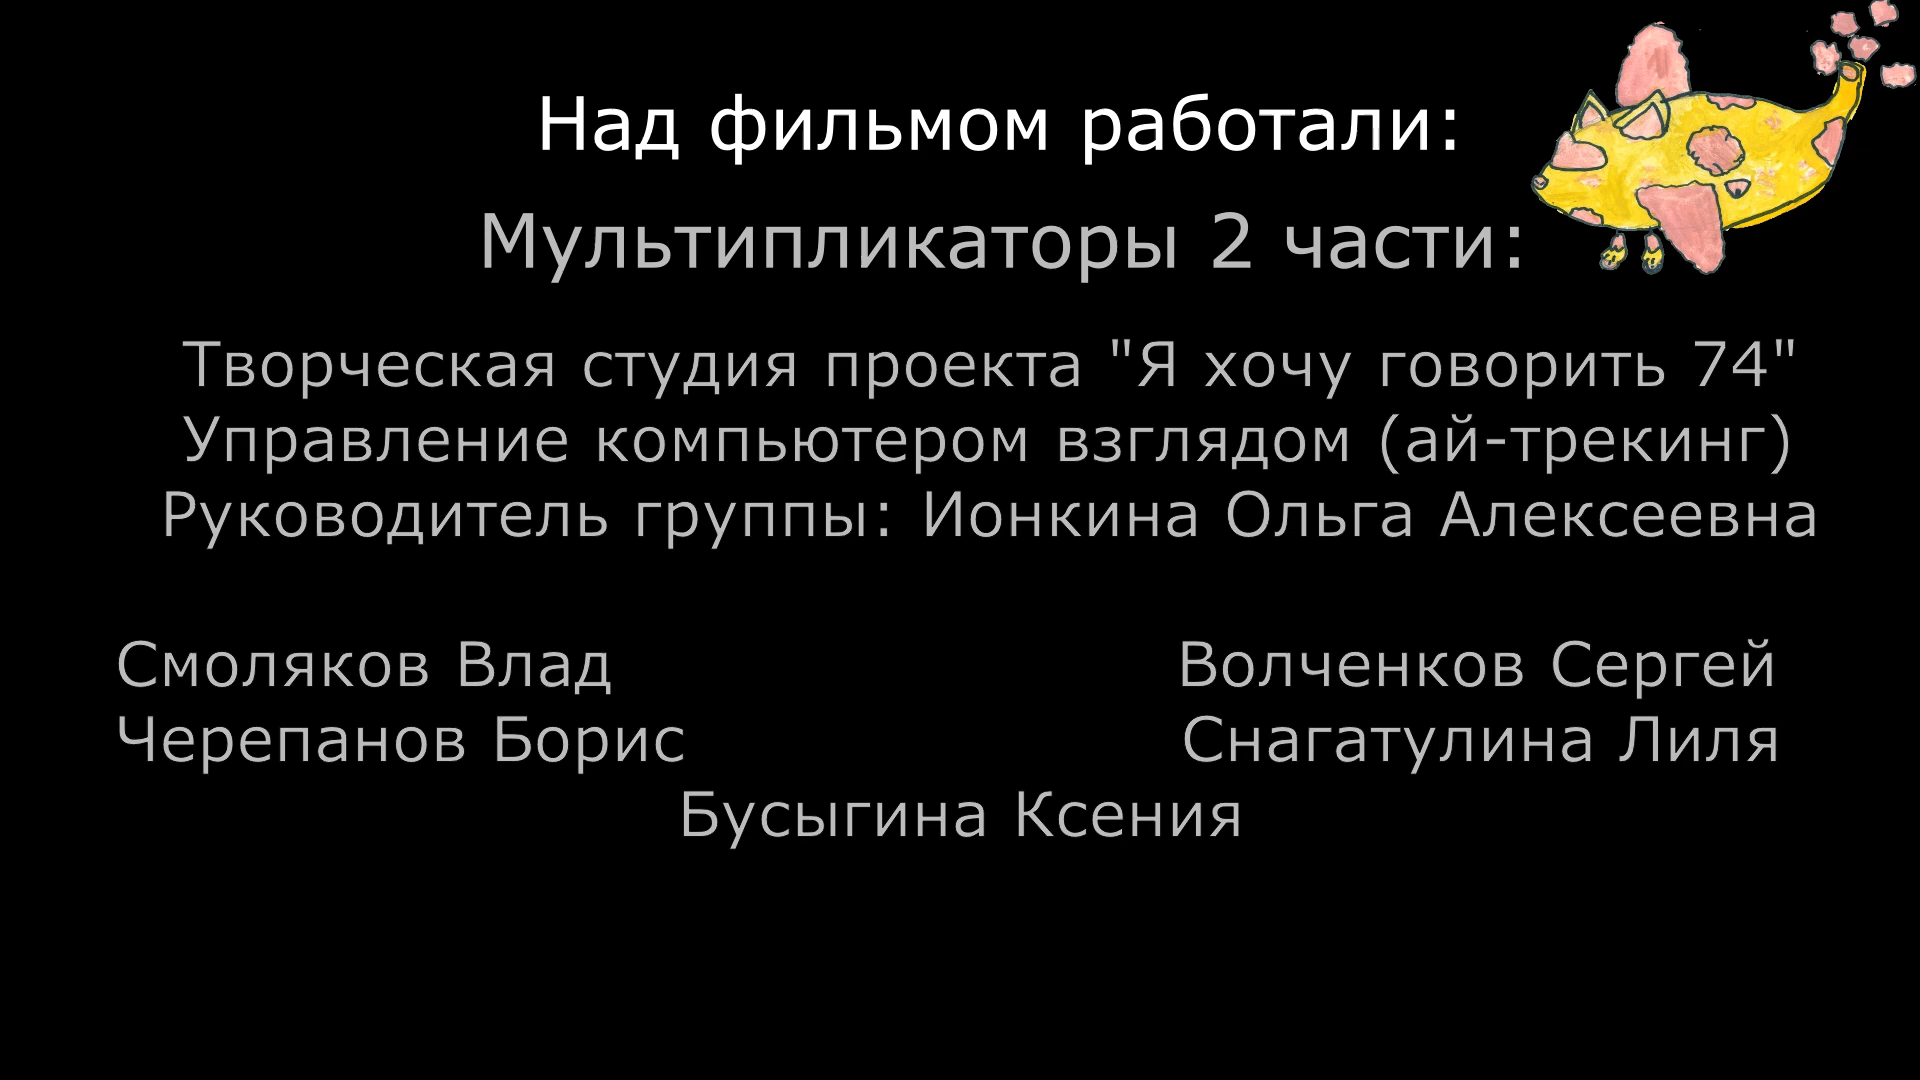 Над фильмом работали:
Мультипликаторы 2 части:
Творческая студия проекта "Я хочу говорить 74"
Управление компьютером взглядом (ай-трекинг)
Руководитель группы: Ионкина Ольга Алексеевна
Смоляков Влад Волченков Сергей
Черепанов Борис Снагатулина Лиля
Бусыгина Ксения